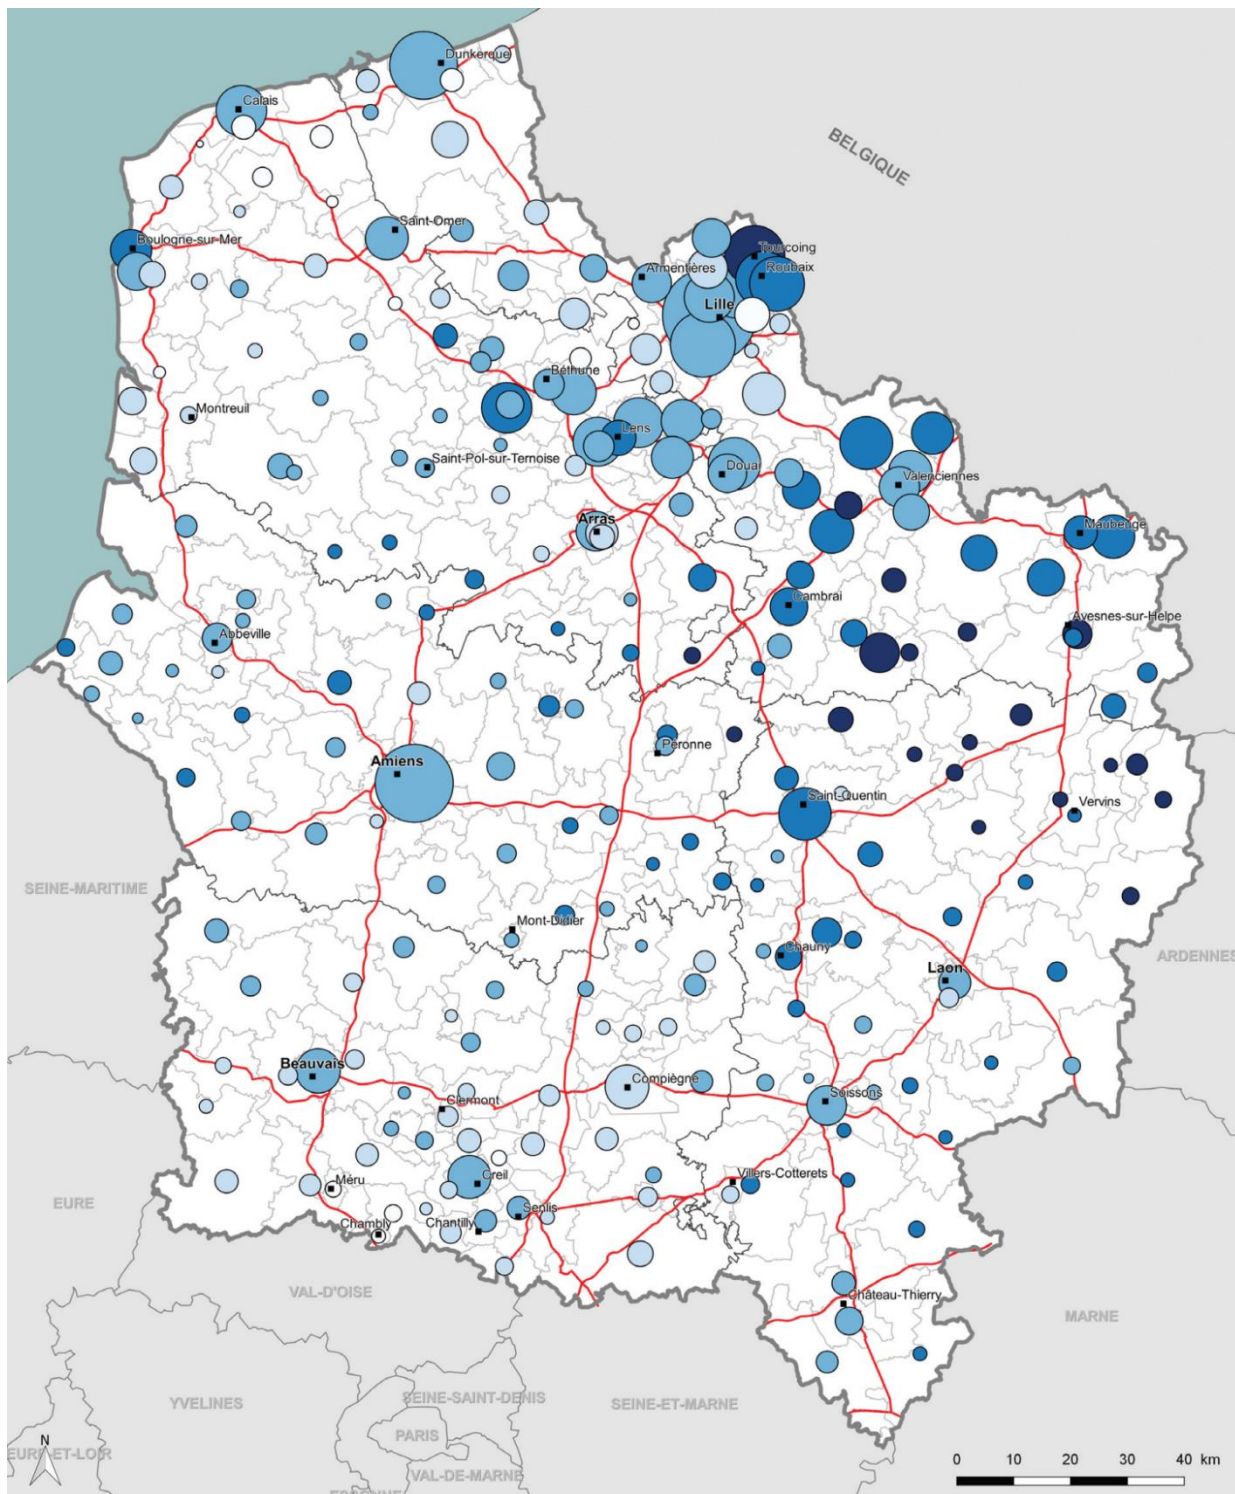 Dunkerque
Calais
BELGIQUE
Saint-Omer
Boulogne-sur-Mer
Tourcoing
Roubaix
Armentières
Lille
Béthune
Montreuil
Lens
Saint-Pol-sur-Ternoise
Douai
Valenciennes
Arras
Maubeuge
Cambrai
Avesnes-sur-Helpe
Abbeville
Péronne
Amiens
Saint-Quentin
Vervins
SEINE-MARITIME
Mont-Didier
Chauny
ARDENNES
Laon
Beauvais
Compiègne
Soissons
Clermont
Villers-Cotterets
Méru
Creil
EURE
Senlis
Chambly
Chantilly
VAL-D'OISE
Château-Thierry
MARNE
SEINE-SAINT-DENIS
YVELINES
SEINE-ET-MARNE
PARIS
N
EURE-ET-LOIR
VAL-DE-MARNE
0 10 20 30 40 km